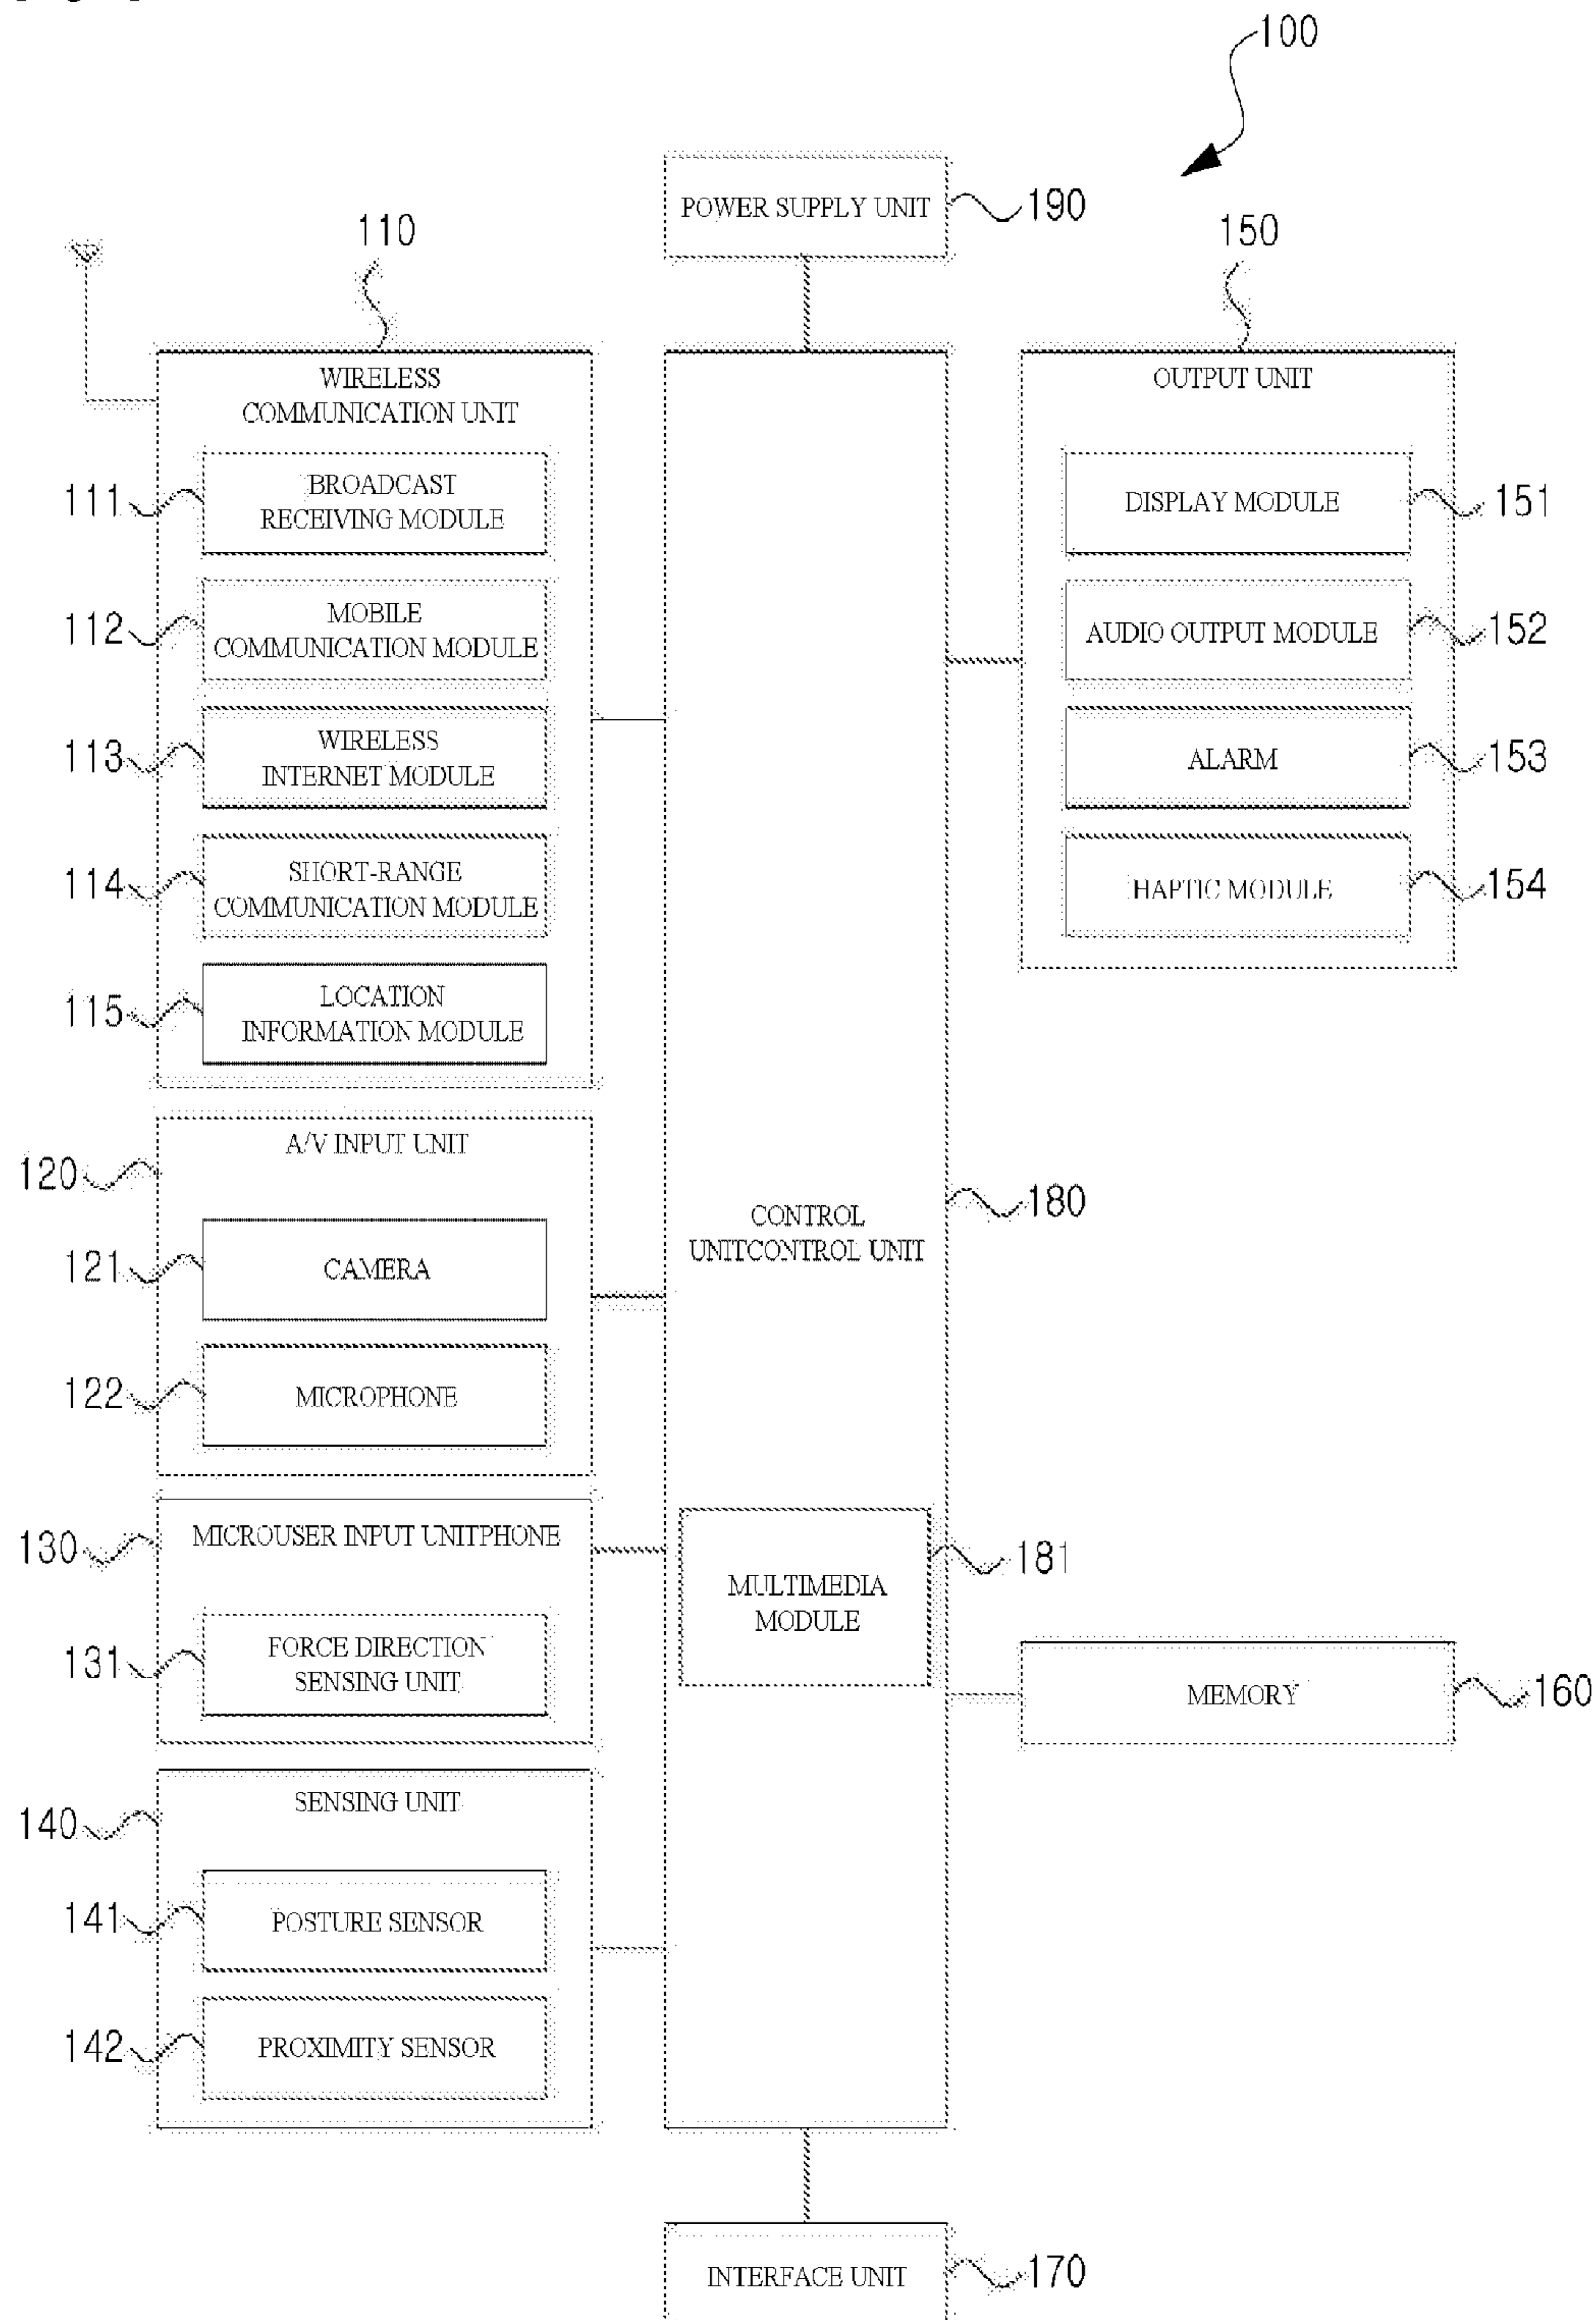 100
POWER SUPPLY UNIT
190
110
150
WIRELESS
COMMUNICATION UNIT
OUTPUT UNIT
111
BROADCAST
RECEIVING MODULE
DISPLAY MODULE
151
112
MOBILE
COMMUNICATION MODULE
AUDIO OUTPUT MODULE
152
113
WIRELESS
INTERNET MODULE
ALARM
153
114
SHORT-RANGE
COMMUNICATION MODULE
HAPTIC MODULE
154
115
LOCATION
INFORMATION MODULE
A/V INPUT UNIT
120
CONTROL
UNITCONTROL UNIT
180
121
CAMERA
122
MICROPHONE
130
MICROUSER INPUT UNITPHONE
MULTIMEDIA
MODULE
181
131
FORCE DIRECTION
SENSING UNIT
MEMORY
160
140
SENSING UNIT
141
POSTURE SENSOR
142
PROXIMITY SENSOR
INTERFACE UNIT
170